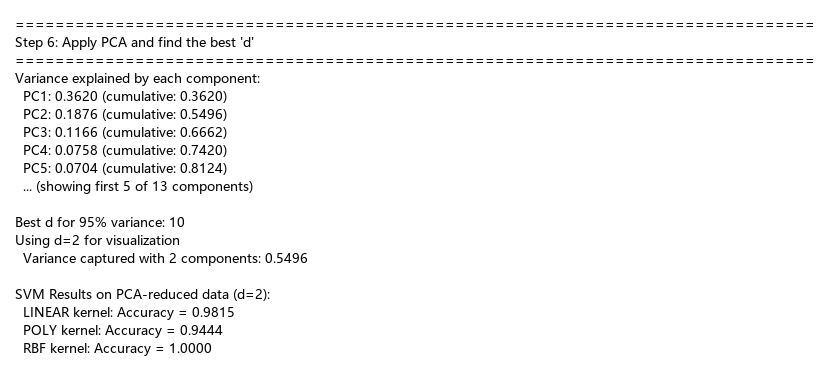 ================================================================================
Step 6: Apply PCA and find the best 'd'
================================================================================
Variance explained by each component:
PC1: 0.3620 (cumulative: 0.3620)
PC2: 0.1876 (cumulative: 0.5496)
PC3: 0.1166 (cumulative: 0.6662)
PC4: 0.0758 (cumulative: 0.7420)
PC5: 0.0704 (cumulative: 0.8124)
... (showing first 5 of 13 components)
Best d for 95% variance: 10
Using d=2 for visualization
Variance captured with 2 components: 0.5496
SVM Results on PCA-reduced data (d=2):
LINEAR kernel: Accuracy = 0.9815
POLY kernel: Accuracy = 0.9444
RBF kernel: Accuracy = 1.0000